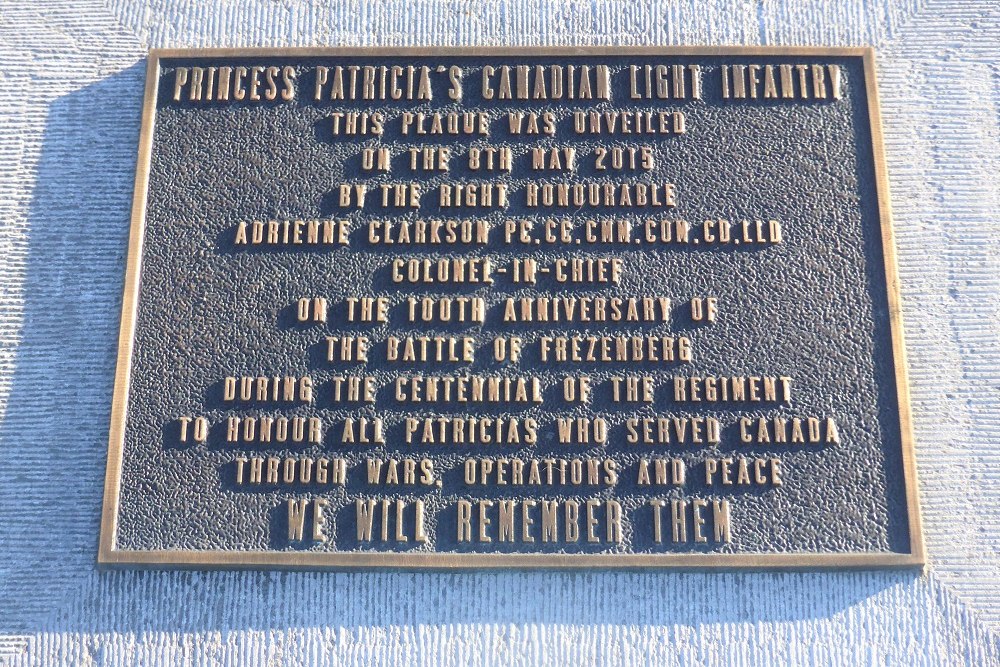 PRINCESS PATRICIA'S CANADIAN LIGHT INFANTRY
THIS PLAQUE WAS UNVEILED
ON THE 8TH MAY 2015
BY THE RIGHT HONOURABLE
ADRIENNE CLARKSON PC,CC,CMM,COM,CD,LLD
COLONEL-IN-CHIEF
ON THE 100TH ANNIVERSARY OF
THE BATTLE OF FREZENBERG
DURING THE CENTENNIAL OF THE REGIMENT
TO HONOUR ALL PATRICIAS WHO SERVED CANADA
THROUGH WARS, OPERATIONS AND PEACE
WE WILL REMEMBER THEM